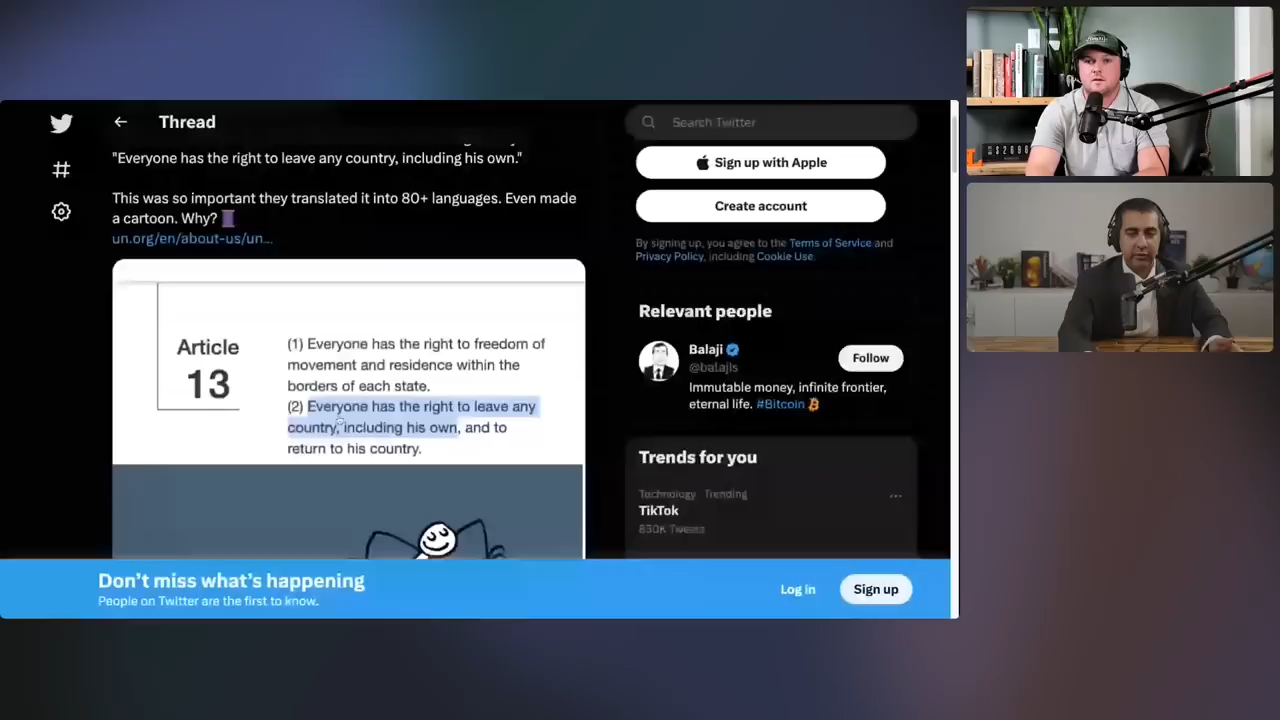 Thread
"Everyone has the right to leave any country, including his own."
This was so important they translated it into 80+ languages. Even made
a cartoon. Why?
un.org/en/about-us/un...
Article
13
(1) Everyone has the right to freedom of
movement and residence within the
borders of each state.
(2) Everyone has the right to leave any
country, including his own, and to
return to his country.
Search Twitter
Sign up with Apple
Create account
By signing up, you agree to the Terms of Service and
Privacy Policy, including Cookie Use.
Relevant people
Balaji
@balajis
Follow
Immutable money, infinite frontier,
eternal life. #Bitcoin
Trends for you
Technology · Trending
TikTok
830K Tweets
Don't miss what's happening
People on Twitter are the first to know.
Log in
Sign up